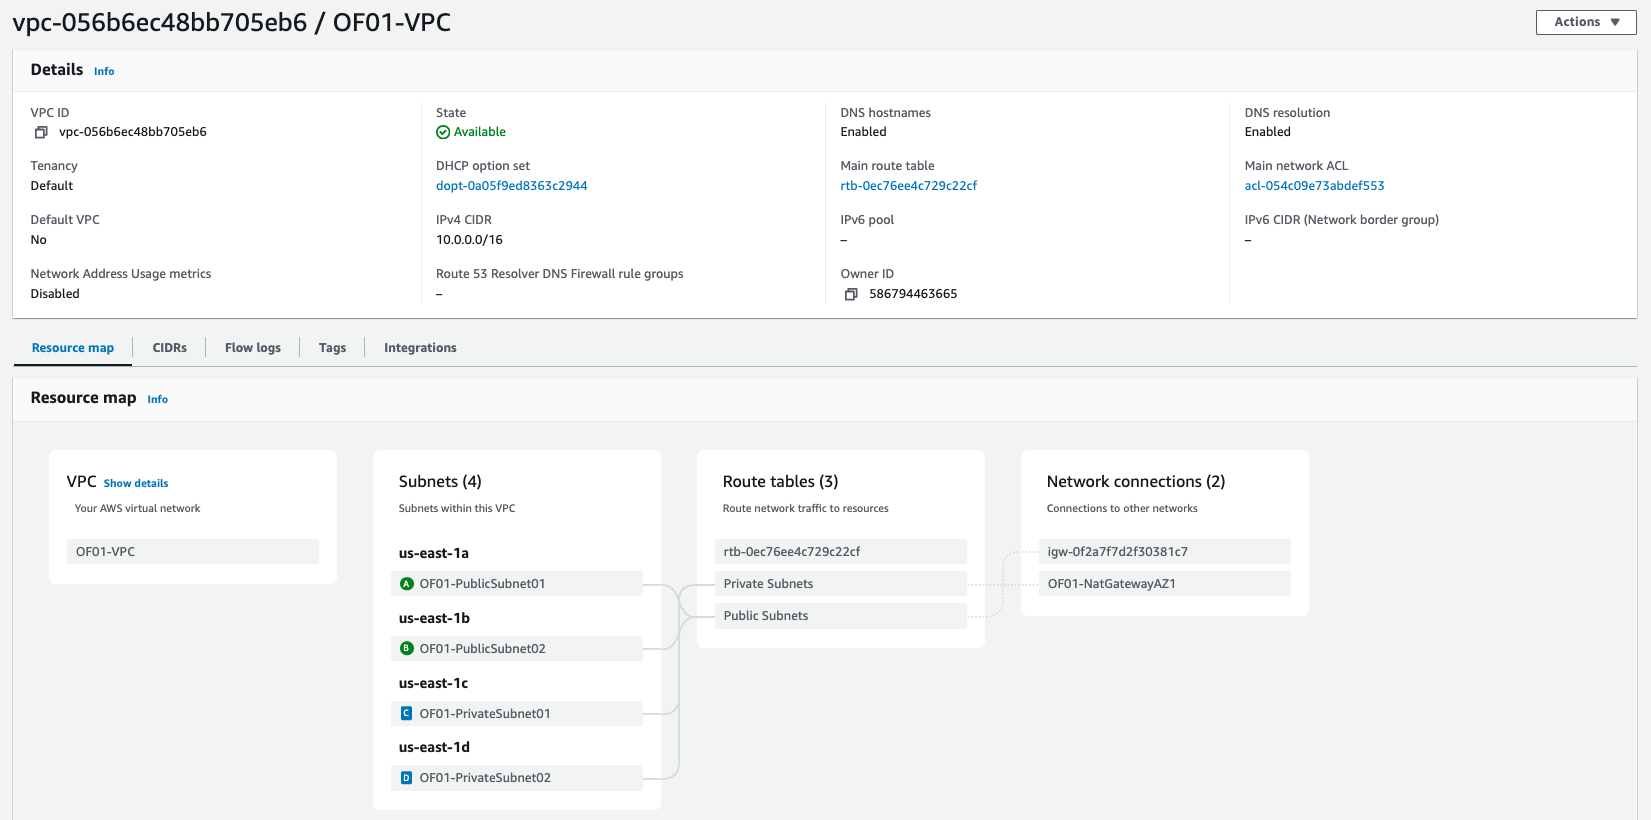 vpc-056b6ec48bb705eb6 / OF01-VPC
Actions
Details Info
VPC ID
vpc-056b6ec48bb705eb6
State
Available
DNS hostnames
Enabled
DNS resolution
Enabled
Tenancy
Default
DHCP option set
dopt-0a05f9ed8363c2944
Main route table
rtb-0ec76ee4c729c22cf
Main network ACL
acl-054c09e73abdef553
Default VPC
No
IPv4 CIDR
10.0.0.0/16
IPv6 pool
–
IPv6 CIDR (Network border group)
–
Network Address Usage metrics
Disabled
Route 53 Resolver DNS Firewall rule groups
–
Owner ID
586794463665
Resource map
CIDRs
Flow logs
Tags
Integrations
Resource map Info
VPC Show details
Your AWS virtual network
OF01-VPC
Subnets (4)
Subnets within this VPC
us-east-1a
A OF01-PublicSubnet01
us-east-1b
B OF01-PublicSubnet02
us-east-1c
C OF01-PrivateSubnet01
us-east-1d
D OF01-PrivateSubnet02
Route tables (3)
Route network traffic to resources
rtb-0ec76ee4c729c22cf
Private Subnets
Public Subnets
Network connections (2)
Connections to other networks
igw-0f2a7f7d2f30381c7
OF01-NatGatewayAZ1